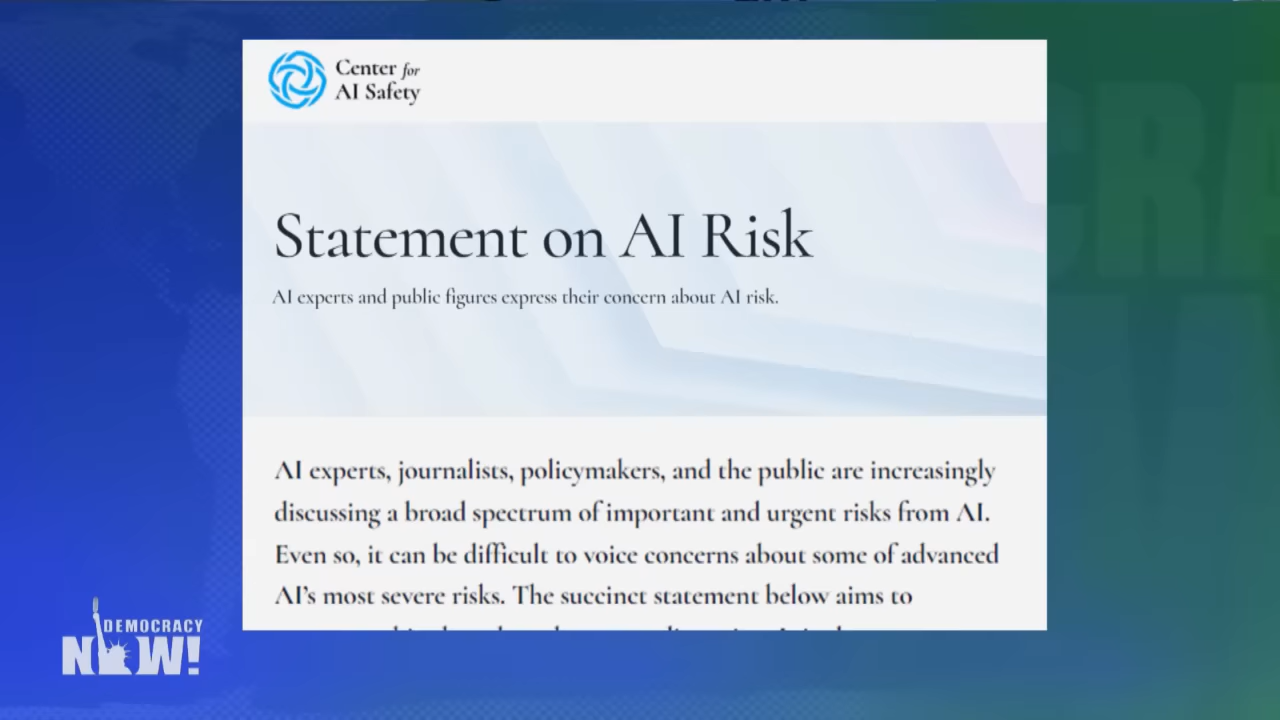 Center for
AI Safety
Statement on AI Risk
AI experts and public figures express their concern about AI risk.
AI experts, journalists, policymakers, and the public are increasingly
discussing a broad spectrum of important and urgent risks from AI.
Even so, it can be difficult to voice concerns about some of advanced
AI's most severe risks. The succinct statement below aims to
DEMOCRACY
NOW!